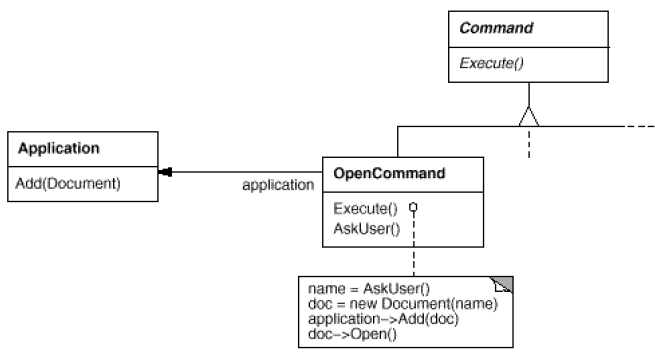 Command
Execute()
Application
Add(Document)
application
OpenCommand
Execute()
AskUser()
name = AskUser()
doc = new Document(name)
application->Add(doc)
doc->Open()